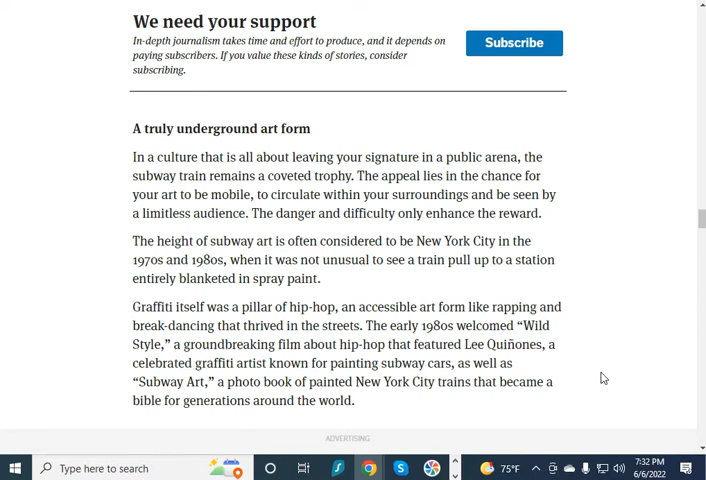 We need your support
In-depth journalism takes time and effort to produce, and it depends on
paying subscribers. If you value these kinds of stories, consider
subscribing.
Subscribe
A truly underground art form
In a culture that is all about leaving your signature in a public arena, the
subway train remains a coveted trophy. The appeal lies in the chance for
your art to be mobile, to circulate within your surroundings and be seen by
a limitless audience. The danger and difficulty only enhance the reward.
The height of subway art is often considered to be New York City in the
1970s and 1980s, when it was not unusual to see a train pull up to a station
entirely blanketed in spray paint.
Graffiti itself was a pillar of hip-hop, an accessible art form like rapping and
break-dancing that thrived in the streets. The early 1980s welcomed “Wild
Style,” a groundbreaking film about hip-hop that featured Lee Quiñones, a
celebrated graffiti artist known for painting subway cars, as well as
“Subway Art,” a photo book of painted New York City trains that became a
bible for generations around the world.
ADVERTISING
Type here to search
75°F
7:32 PM
6/6/2022